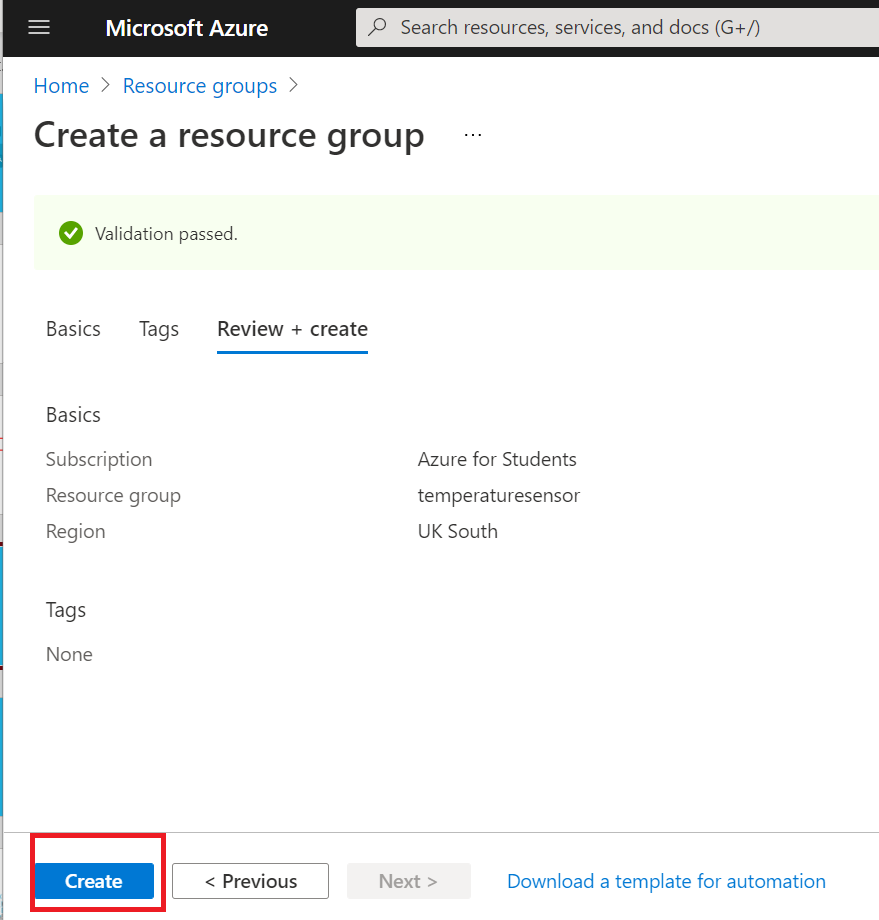 Microsoft Azure
Search resources, services, and docs (G+/)
Home > Resource groups >
Create a resource group ...
Validation passed.
Basics Tags Review + create
Basics
Subscription Azure for Students
Resource group temperaturesensor
Region UK South
Tags
None
Create < Previous Next > Download a template for automation